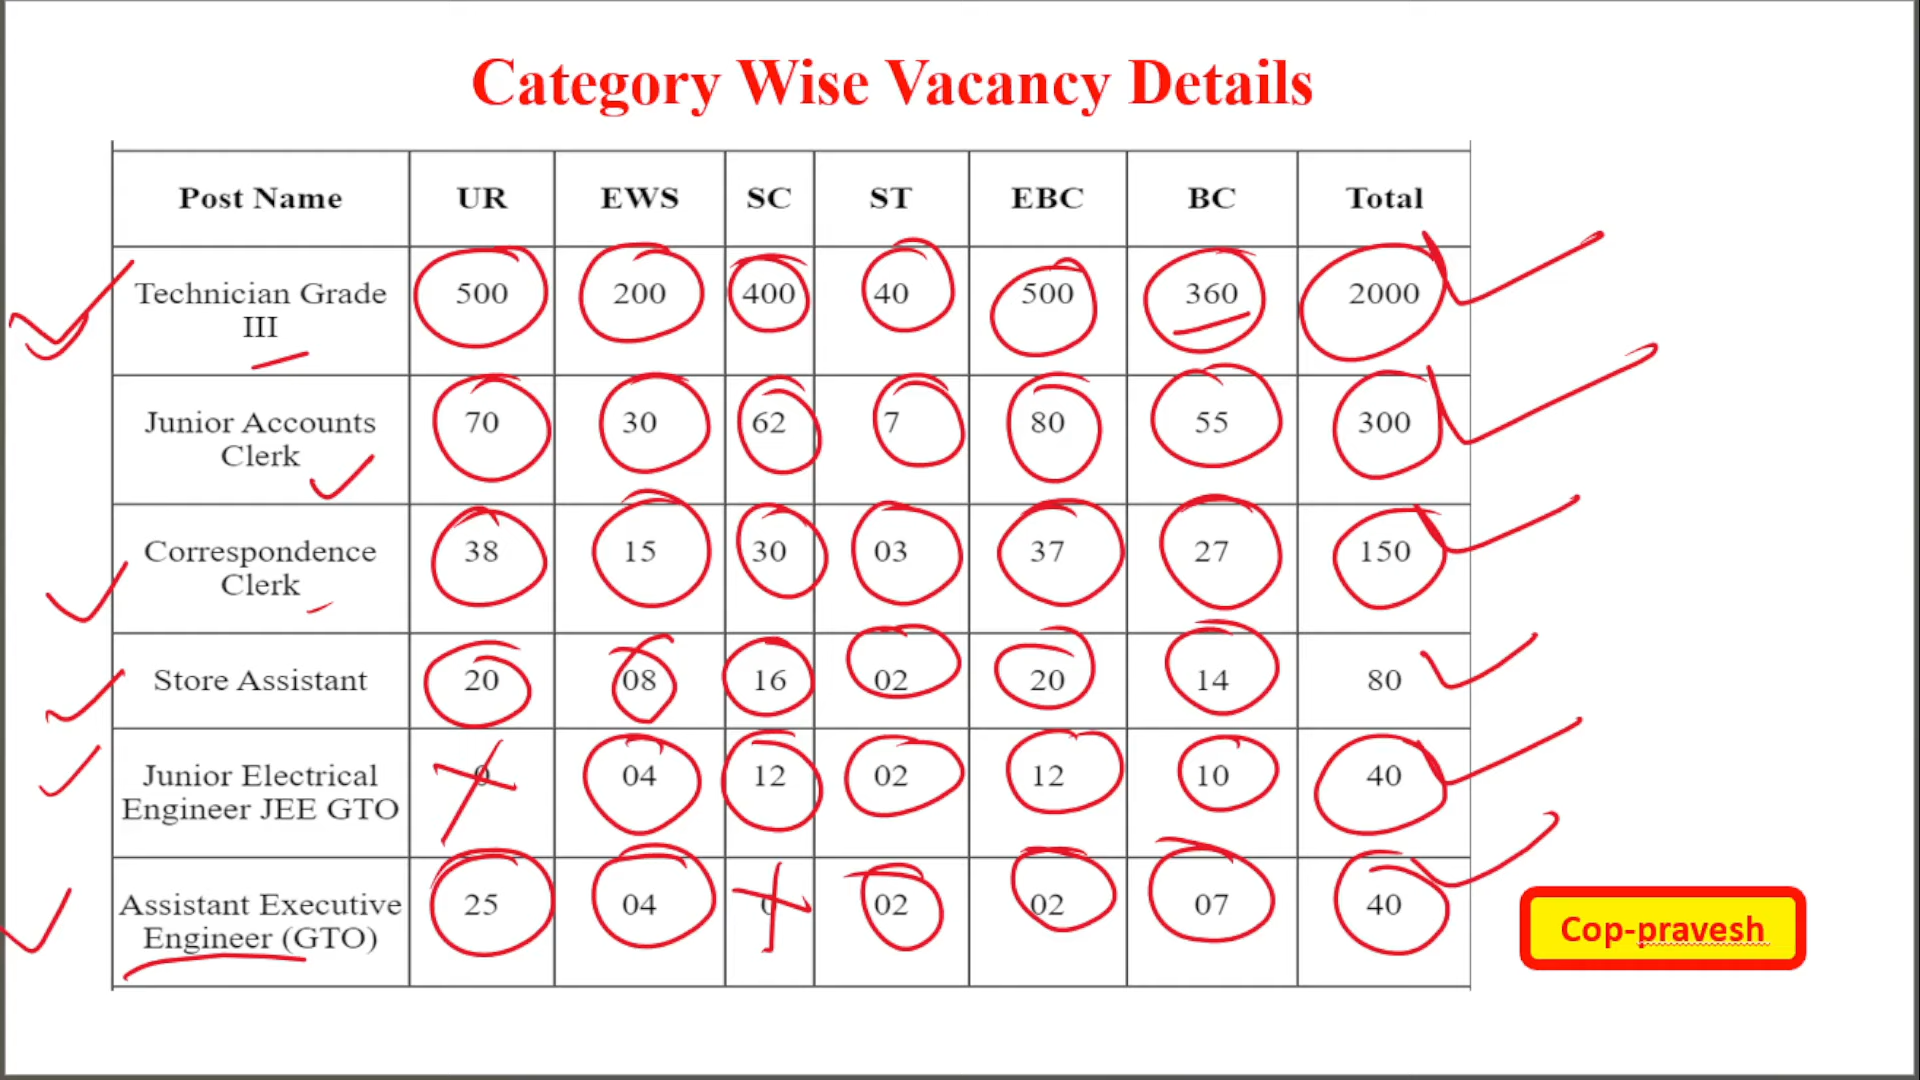 Category Wise Vacancy Details
Post Name UR EWS SC ST EBC BC Total
Technician Grade III 500 200 400 40 500 360 2000
Junior Accounts Clerk 70 30 62 7 80 55 300
Correspondence Clerk 38 15 30 03 37 27 150
Store Assistant 20 08 16 02 20 14 80
Junior Electrical Engineer JEE GTO 0 04 12 02 12 10 40
Assistant Executive Engineer (GTO) 25 04 0 02 02 07 40
Cop-pravesh